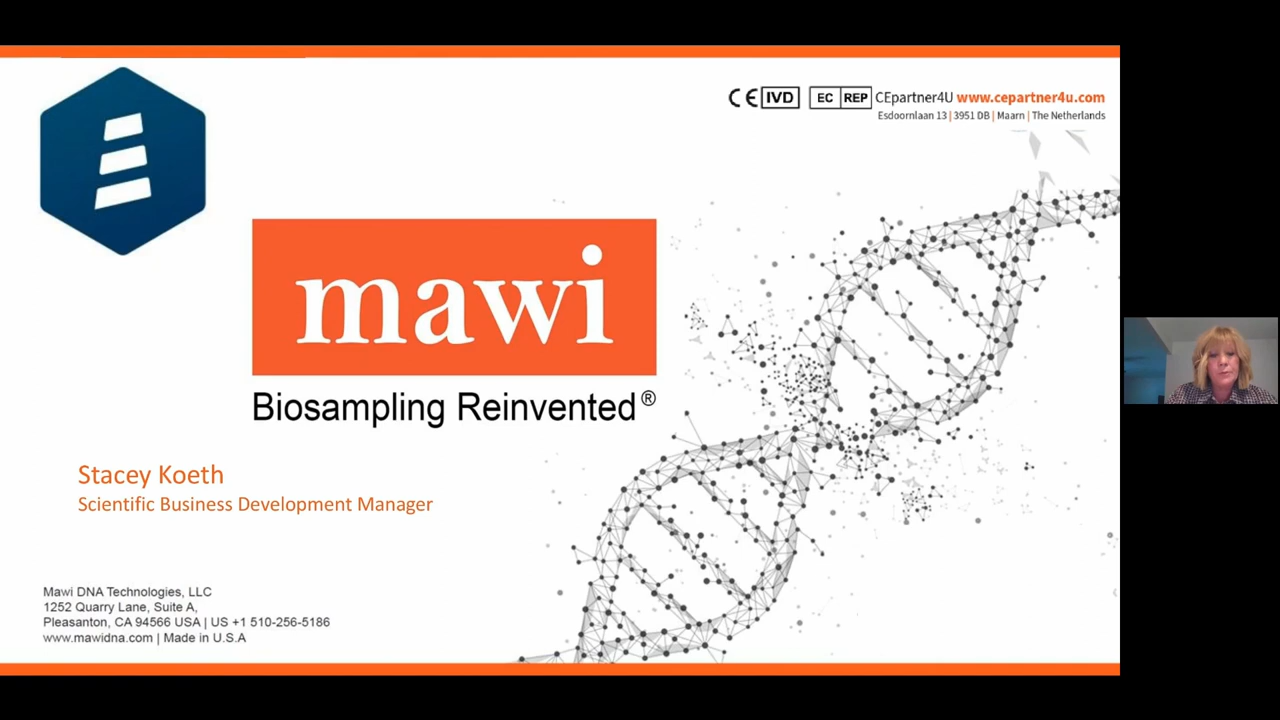 CE IVD EC REP CEpartner4U www.cepartner4u.com
Esdoornlaan 13 | 3951 DB | Maarn | The Netherlands
mawi
Biosampling Reinvented®
Stacey Koeth
Scientific Business Development Manager
Mawi DNA Technologies, LLC
1252 Quarry Lane, Suite A,
Pleasanton, CA 94566 USA | US +1 510-256-5186
www.mawidna.com | Made in U.S.A